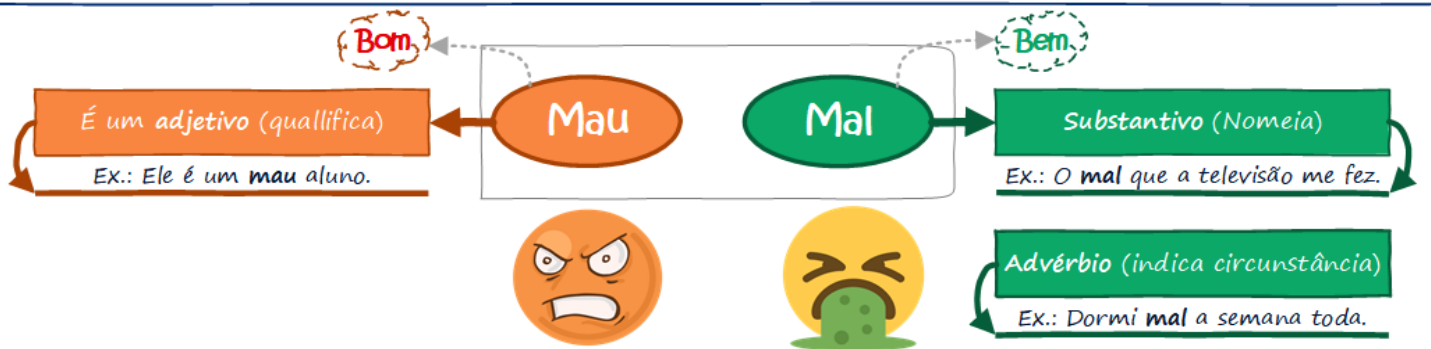 Bom
Bem
Mau
Mal
É um adjetivo (quallifica)
Ex.: Ele é um mau aluno.
Substantivo (Nomeia)
Ex.: O mal que a televisão me fez.
Advérbio (indica circunstância)
Ex.: Dormi mal a semana toda.